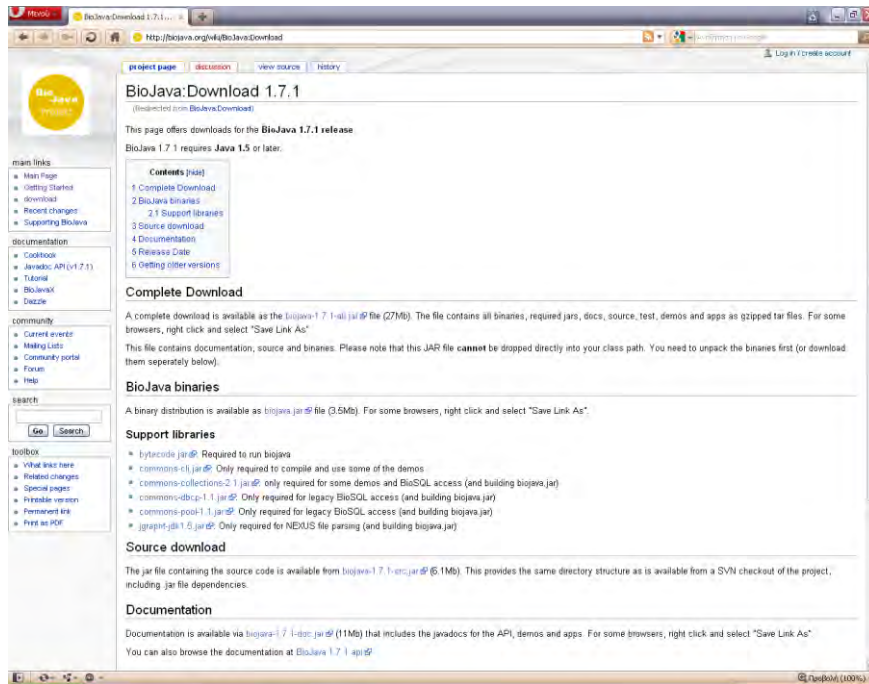 Μενού
BioJava:Download 1.7.1...
http://biojava.org/wiki/BioJava:Download
Log in / create account
project page
discussion
view source
history
Bio
Java
BioJava:Download 1.7.1
(Redirected from BioJava:Download)
This page offers downloads for the BioJava 1.7.1 release
BioJava 1.7.1 requires Java 1.5 or later.
Contents [hide]
1 Complete Download
2 BioJava binaries
2.1 Support libraries
3 Source download
4 Documentation
5 Release Date
6 Getting older versions
main links
Main Page
Getting Started
download
Recent changes
Supporting BioJava
documentation
Cookbook
Javadoc API (v1.7.1)
Tutorial
BioJavaX
Dazzle
community
Current events
Mailing Lists
Community portal
Forum
Help
search
Go
Search
toolbox
What links here
Related changes
Special pages
Printable version
Permanent link
Print as PDF
Complete Download
A complete download is available as the biojava-1.7.1-all.jar file (27Mb). The file contains all binaries, required jars, docs, source, test, demos and apps as gzipped tar files. For some
browsers, right click and select "Save Link As"
This file contains documentation, source and binaries. Please note that this JAR file cannot be dropped directly into your class path. You need to unpack the binaries first (or download
them seperately below).
BioJava binaries
A binary distribution is available as biojava.jar file (3.5Mb). For some browsers, right click and select "Save Link As".
Support libraries
bytecode.jar: Required to run biojava
commons-cli.jar: Only required to compile and use some of the demos
commons-collections-2.1.jar: only required for some demos and BioSQL access (and building biojava.jar)
commons-dbcp-1.1.jar: Only required for legacy BioSQL access (and building biojava.jar)
commons-pool-1.1.jar: Only required for legacy BioSQL access (and building biojava.jar)
jgrapht-jdk1.5.jar: Only required for NEXUS file parsing (and building biojava.jar)
Source download
The jar file containing the source code is available from biojava-1.7.1-src.jar (6.1Mb). This provides the same directory structure as is available from a SVN checkout of the project,
including .jar file dependencies.
Documentation
Documentation is available via biojava-1.7.1-doc.jar (11Mb) that includes the javadocs for the API, demos and apps. For some browsers, right click and select "Save Link As"
You can also browse the documentation at BioJava 1.7.1 api
Προβολή (100%)